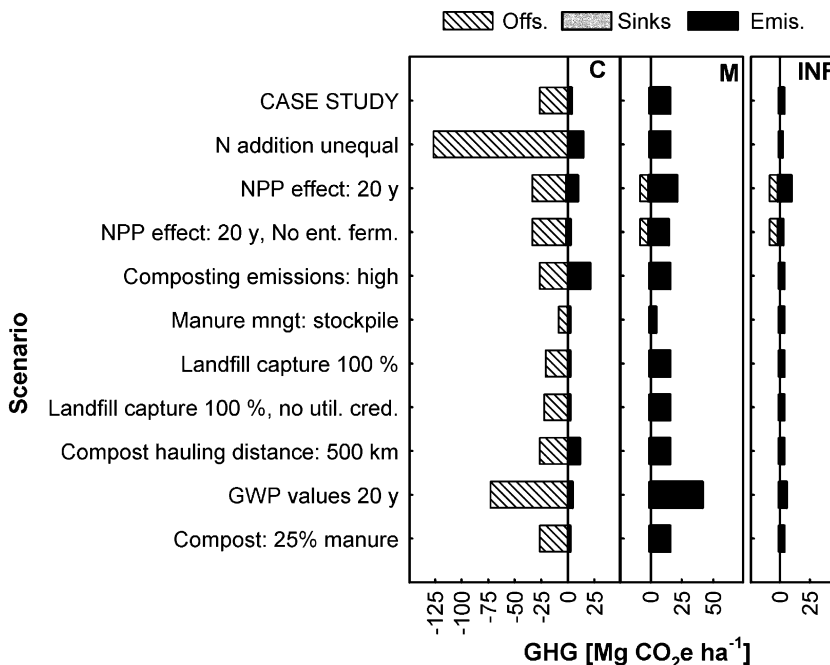 Offs. Sinks Emis.
C M INF
CASE STUDY
N addition unequal
NPP effect: 20 y
NPP effect: 20 y, No ent. ferm.
Composting emissions: high
Manure mngt: stockpile
Landfill capture 100 %
Landfill capture 100 %, no util. cred.
Compost hauling distance: 500 km
GWP values 20 y
Compost: 25% manure
Scenario
-125 -100 -75 -50 -25 0 25 0 50 0 25
GHG [Mg CO₂e ha⁻¹]